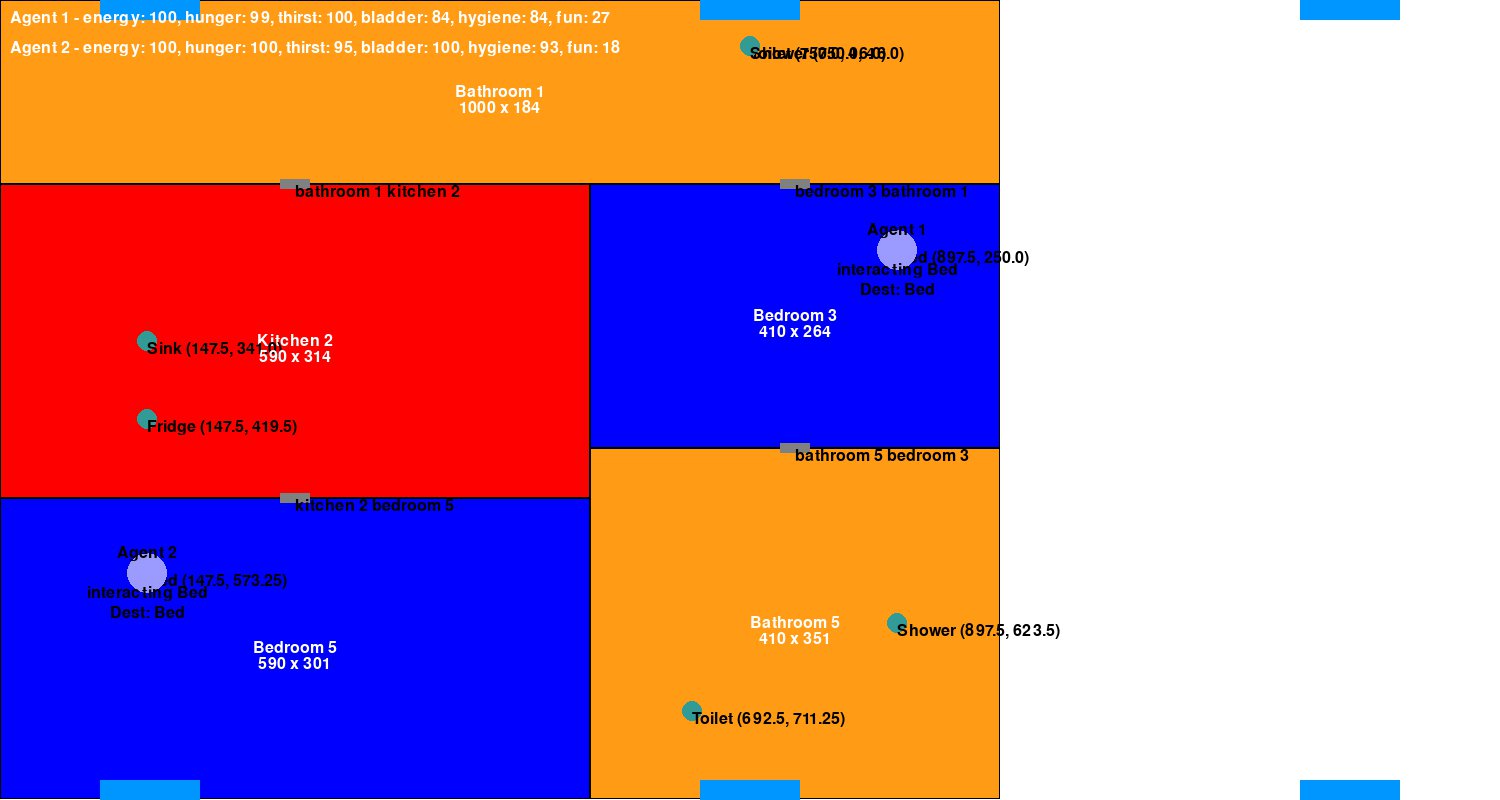 Agent 1 - energy: 100, hunger: 99, thirst: 100, bladder: 84, hygiene: 84, fun: 27
Agent 2 - energy: 100, hunger: 100, thirst: 95, bladder: 100, hygiene: 93, fun: 18
Bathroom 1
1000 x 184
bathroom 1 kitchen 2
bedroom 3 bathroom 1
Agent 1
(897.5, 250.0)
interacting Bed
Dest: Bed
Bedroom 3
410 x 264
Kitchen 2
Sink (147.5, 341.0)
590 x 314
Fridge (147.5, 419.5)
bathroom 5 bedroom 3
kitchen 2 bedroom 5
Agent 2
(147.5, 573.25)
interacting Bed
Dest: Bed
Bathroom 5
410 x 351
Shower (897.5, 623.5)
Bedroom 5
590 x 301
Toilet (692.5, 711.25)